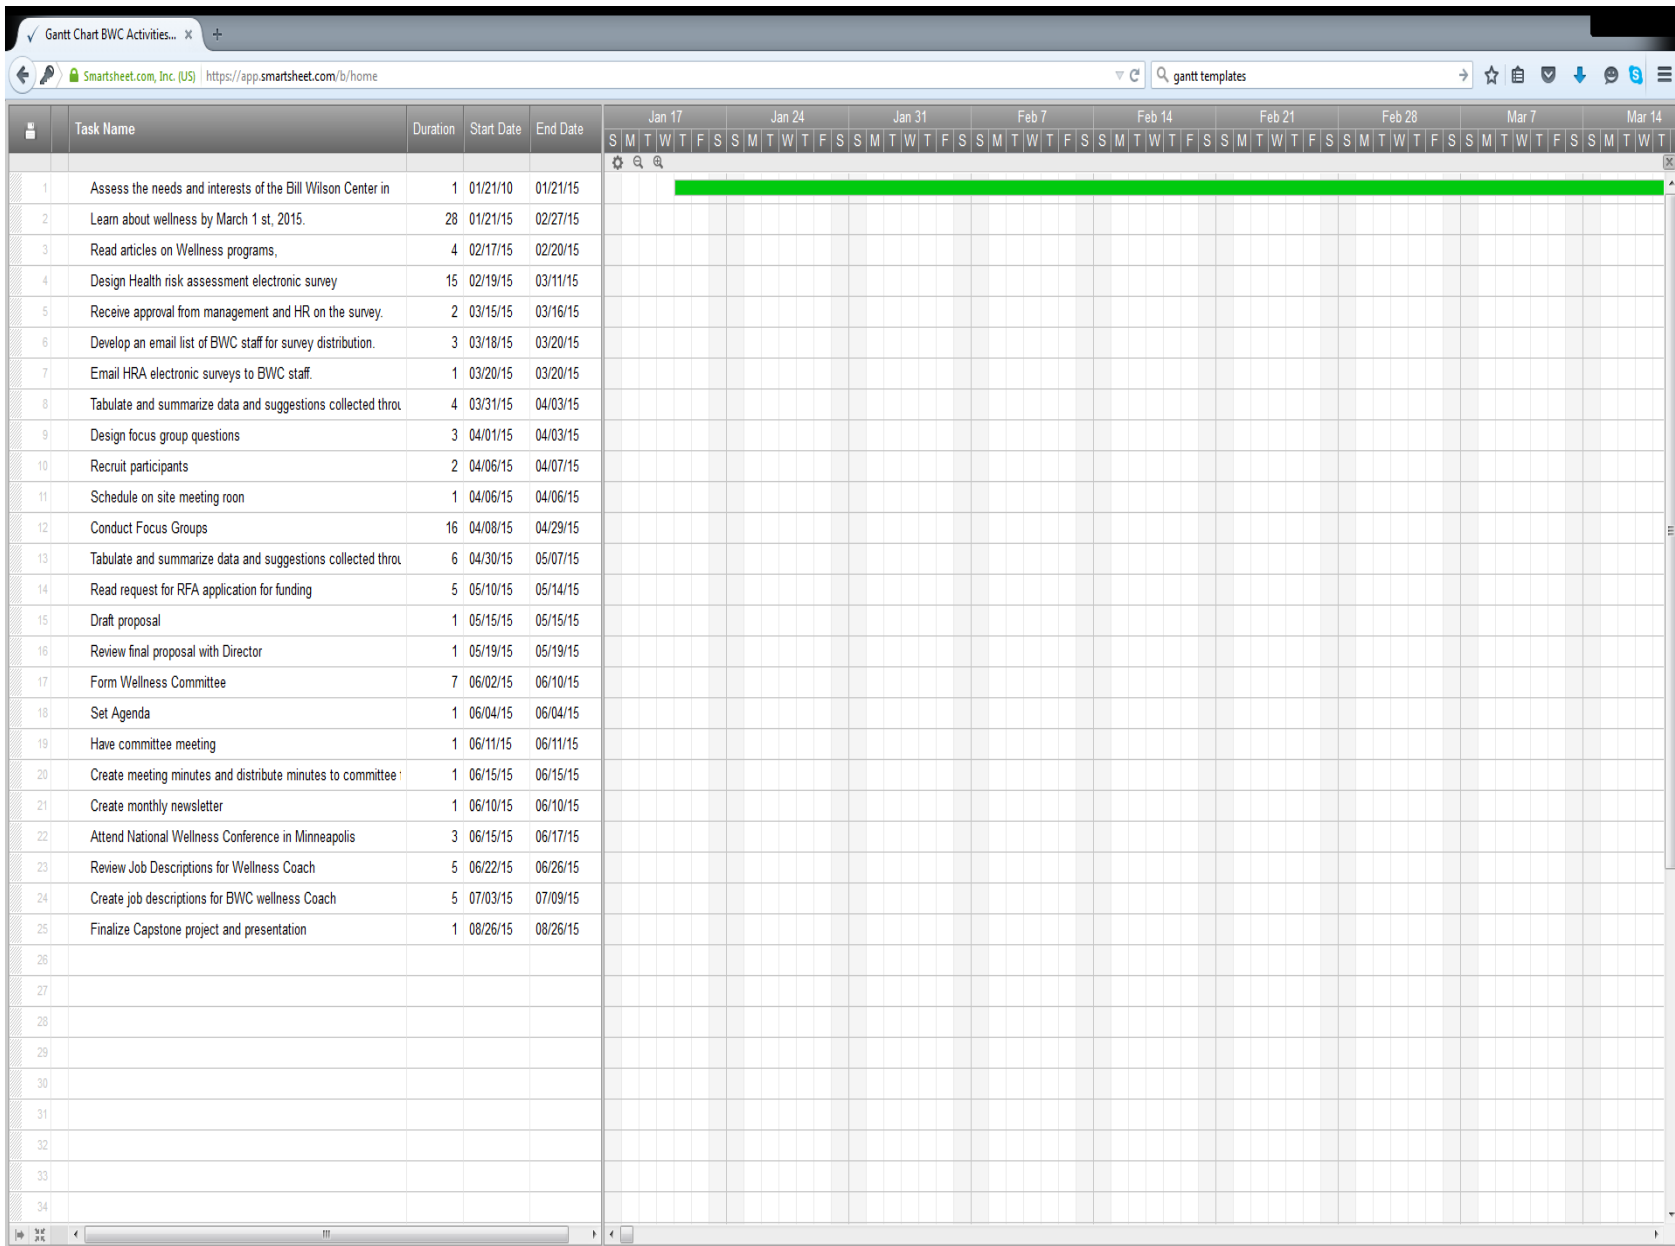 Gantt Chart BWC Activities... × +
Smartsheet.com, Inc. (US) https://app.smartsheet.com/b/home gantt templates
Task Name Duration Start Date End Date Jan 17 Jan 24 Jan 31 Feb 7 Feb 14 Feb 21 Feb 28 Mar 7 Mar 14
S M T W T F S S M T W T F S S M T W T F S S M T W T F S S M T W T F S S M T W T F S S M T W T F S S M T W T F S S M T W T
1 Assess the needs and interests of the Bill Wilson Center in 1 01/21/10 01/21/15
2 Learn about wellness by March 1 st, 2015. 28 01/21/15 02/27/15
3 Read articles on Wellness programs, 4 02/17/15 02/20/15
4 Design Health risk assessment electronic survey 15 02/19/15 03/11/15
5 Receive approval from management and HR on the survey. 2 03/15/15 03/16/15
6 Develop an email list of BWC staff for survey distribution. 3 03/18/15 03/20/15
7 Email HRA electronic surveys to BWC staff. 1 03/20/15 03/20/15
8 Tabulate and summarize data and suggestions collected throu 4 03/31/15 04/03/15
9 Design focus group questions 3 04/01/15 04/03/15
10 Recruit participants 2 04/06/15 04/07/15
11 Schedule on site meeting roon 1 04/06/15 04/06/15
12 Conduct Focus Groups 16 04/08/15 04/29/15
13 Tabulate and summarize data and suggestions collected throu 6 04/30/15 05/07/15
14 Read request for RFA application for funding 5 05/10/15 05/14/15
15 Draft proposal 1 05/15/15 05/15/15
16 Review final proposal with Director 1 05/19/15 05/19/15
17 Form Wellness Committee 7 06/02/15 06/10/15
18 Set Agenda 1 06/04/15 06/04/15
19 Have committee meeting 1 06/11/15 06/11/15
20 Create meeting minutes and distribute minutes to committee 1 06/15/15 06/15/15
21 Create monthly newsletter 1 06/10/15 06/10/15
22 Attend National Wellness Conference in Minneapolis 3 06/15/15 06/17/15
23 Review Job Descriptions for Wellness Coach 5 06/22/15 06/26/15
24 Create job descriptions for BWC wellness Coach 5 07/03/15 07/09/15
25 Finalize Capstone project and presentation 1 08/26/15 08/26/15
26
27
28
29
30
31
32
33
34